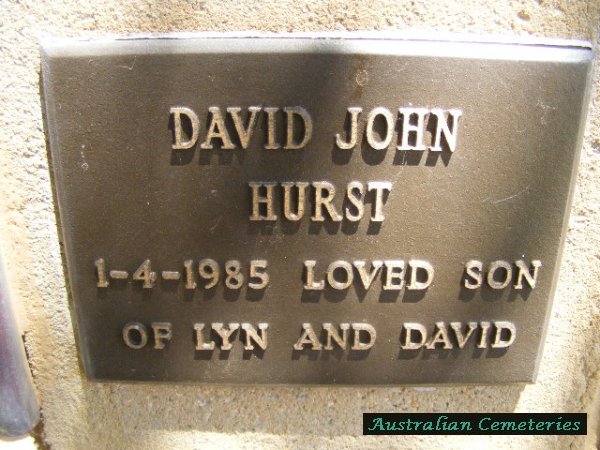 DAVID JOHN
HURST
1-4-1985 LOVED SON
OF LYN AND DAVID
Australian Cemeteries